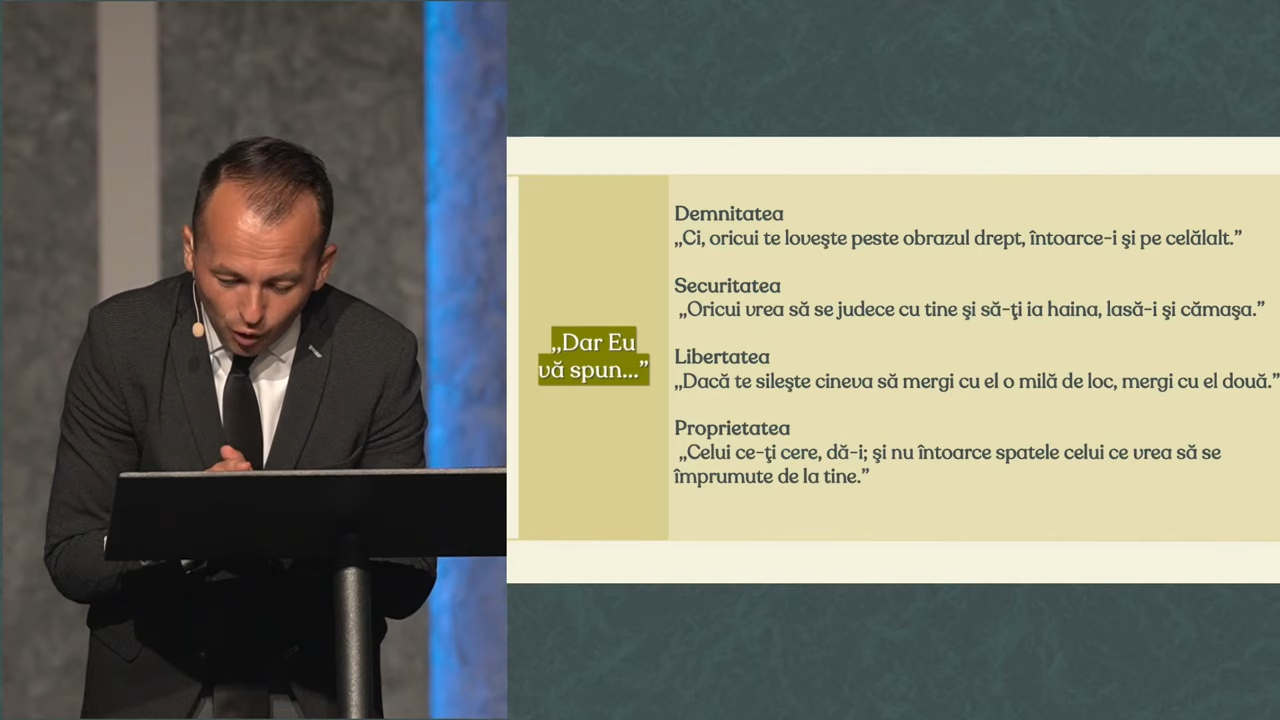 „Dar Eu
vă spun...”
Demnitatea
„Ci, oricui te loveşte peste obrazul drept, întoarce-i şi pe celălalt.”
Securitatea
„Oricui vrea să se judece cu tine şi să-ţi ia haina, lasă-i şi cămaşa.”
Libertatea
„Dacă te sileşte cineva să mergi cu el o milă de loc, mergi cu el două.”
Proprietatea
„Celui ce-ţi cere, dă-i; şi nu întoarce spatele celui ce vrea să se
împrumute de la tine.”